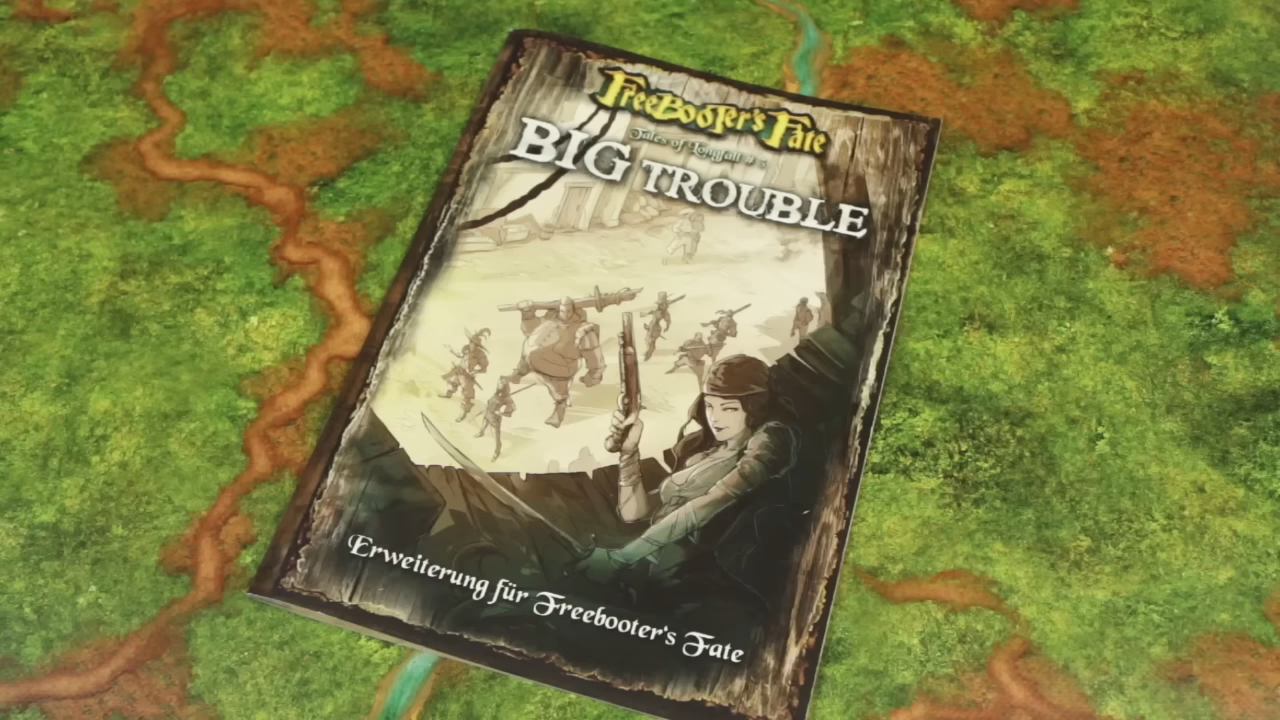 FREEBOOTER'S FATE
Tales of Longfall # 3
BIG TROUBLE
Erweiterung für Freebooter's Fate